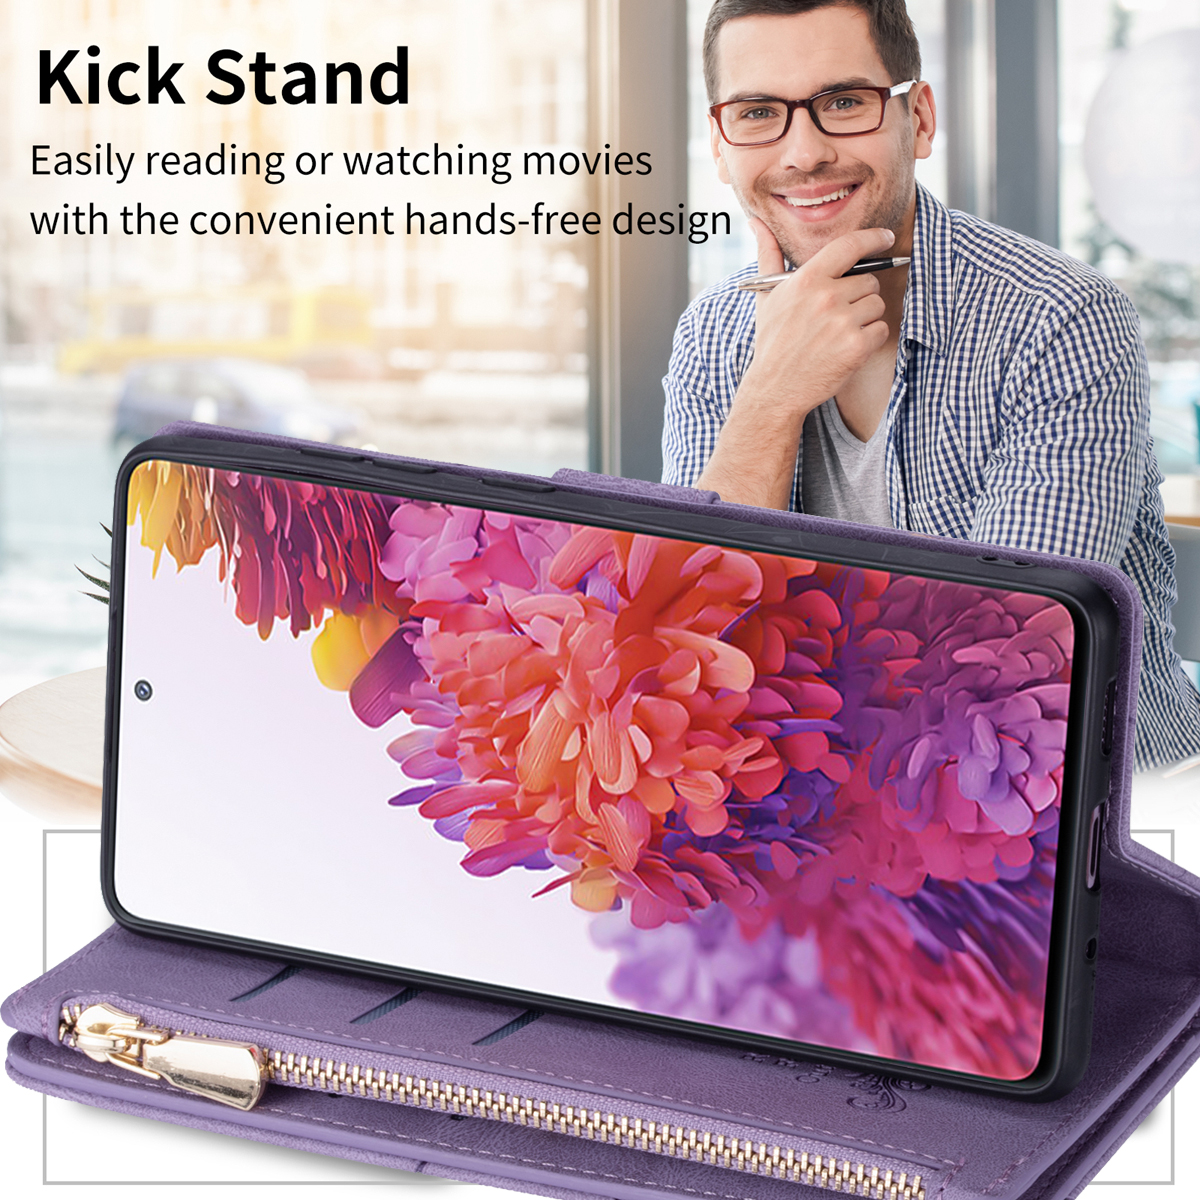 Kick Stand
Easily reading or watching movies
with the convenient hands-free design